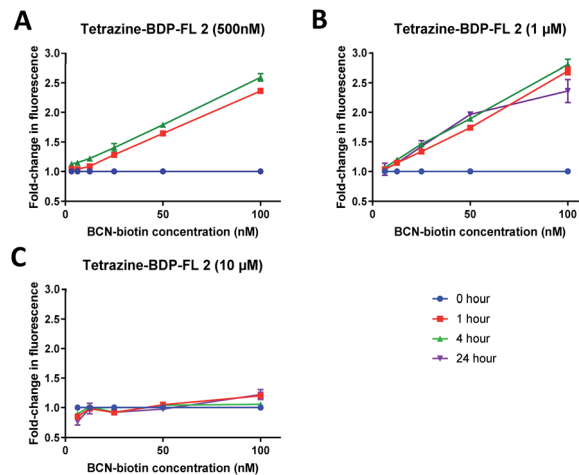 A
Tetrazine-BDP-FL 2 (500nM)
Fold-change in fluorescence
3.0
2.5
2.0
1.5
1.0
0.5
0
50
100
BCN-biotin concentration (nM)
B
Tetrazine-BDP-FL 2 (1 µM)
Fold-change in fluorescence
3.0
2.5
2.0
1.5
1.0
0.5
0
50
100
BCN-biotin concentration (nM)
C
Tetrazine-BDP-FL 2 (10 µM)
Fold-change in fluorescence
3.0
2.5
2.0
1.5
1.0
0.5
0
50
100
BCN-biotin concentration (nM)
0 hour
1 hour
4 hour
24 hour